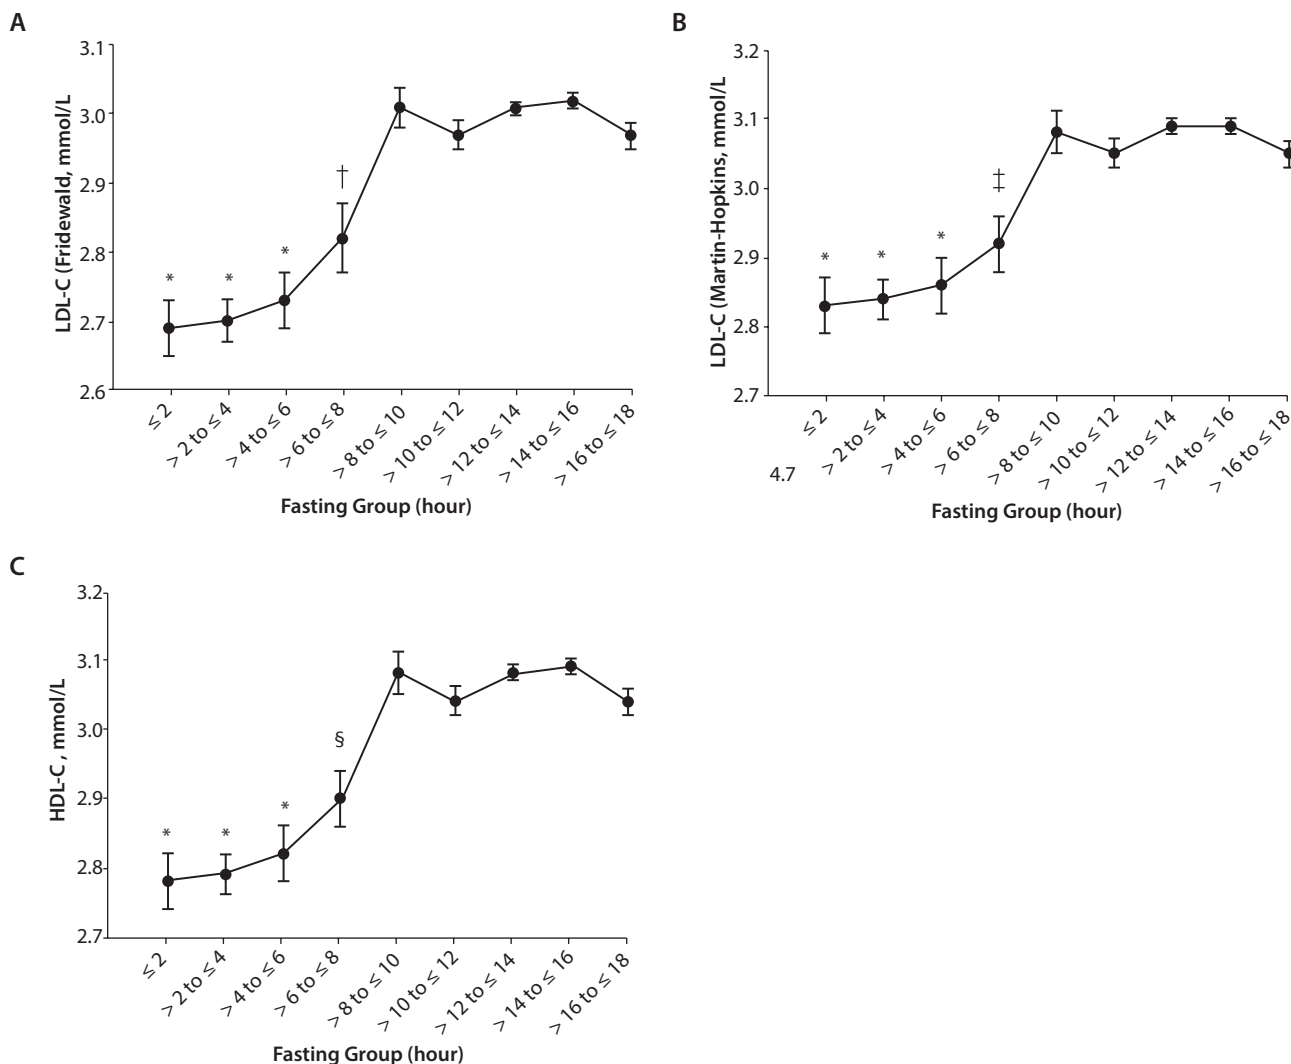 A
LDL-C (Fridewald, mmol/L
3.1
3.0
2.9
2.8
2.7
2.6
*
*
*
†
≤ 2
> 2 to ≤ 4
> 4 to ≤ 6
> 6 to ≤ 8
> 8 to ≤ 10
> 10 to ≤ 12
> 12 to ≤ 14
> 14 to ≤ 16
> 16 to ≤ 18
Fasting Group (hour)
B
LDL-C (Martin-Hopkins, mmol/L
3.2
3.1
3.0
2.9
2.8
2.7
*
*
*
‡
≤ 2
> 2 to ≤ 4
> 4 to ≤ 6
> 6 to ≤ 8
> 8 to ≤ 10
> 10 to ≤ 12
> 12 to ≤ 14
> 14 to ≤ 16
> 16 to ≤ 18
4.7
Fasting Group (hour)
C
HDL-C , mmol/L
3.2
3.1
3.0
2.9
2.8
2.7
*
*
*
§
≤ 2
> 2 to ≤ 4
> 4 to ≤ 6
> 6 to ≤ 8
> 8 to ≤ 10
> 10 to ≤ 12
> 12 to ≤ 14
> 14 to ≤ 16
> 16 to ≤ 18
Fasting Group (hour)